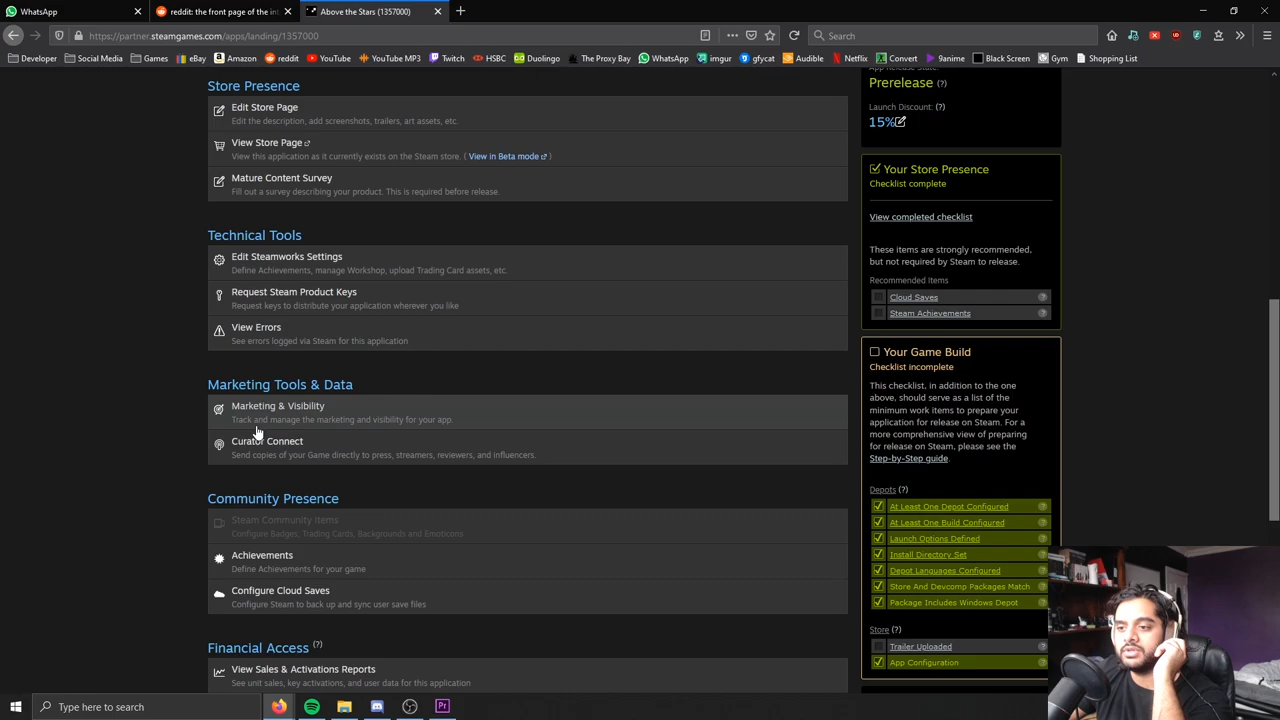 WhatsApp
reddit: the front page of the int
Above the Stars (1357000)
https://partner.steamgames.com/apps/landing/1357000
Search
Developer
Social Media
Games
eBay
Amazon
reddit
YouTube
YouTube MP3
Twitch
HSBC
Duolingo
The Proxy Bay
WhatsApp
imgur
gfycat
Audible
Netflix
Convert
9anime
Black Screen
Gym
Shopping List
Store Presence
Edit Store Page
Edit the description, add screenshots, trailers, art assets, etc.
View Store Page
View this application as it currently exists on the Steam store. ( View in Beta mode )
Mature Content Survey
Fill out a survey describing your product. This is required before release.
Technical Tools
Edit Steamworks Settings
Define Achievements, manage Workshop, upload Trading Card assets, etc.
Request Steam Product Keys
Request keys to distribute your application wherever you like
View Errors
See errors logged via Steam for this application
Marketing Tools & Data
Marketing & Visibility
Track and manage the marketing and visibility for your app.
Curator Connect
Send copies of your Game directly to press, streamers, reviewers, and influencers.
Community Presence
Steam Community Items
Configure Badges, Trading Cards, Backgrounds and Emoticons
Achievements
Define Achievements for your game
Configure Cloud Saves
Configure Steam to back up and sync user save files
Financial Access (?)
View Sales & Activations Reports
Unit sales, key activations, and user data for this application
App Release State:
Prerelease (?)
Launch Discount: (?)
15%
Your Store Presence
Checklist complete
View completed checklist
These items are strongly recommended,
but not required by Steam to release.
Recommended Items
Cloud Saves ?
Steam Achievements ?
Your Game Build
Checklist incomplete
This checklist, in addition to the one
above, should serve as a list of the
minimum work items to prepare your
application for release on Steam. For a
more comprehensive view of preparing
for release on Steam, please see the
Step-by-Step guide.
Depots (?)
At Least One Depot Configured ?
At Least One Build Configured ?
Launch Options Defined ?
Install Directory Set ?
Depot Languages Configured ?
Store And Devcomp Packages Match ?
Package Includes Windows Depot ?
Store (?)
Trailer Uploaded
App Configuration
Type here to search
Pr